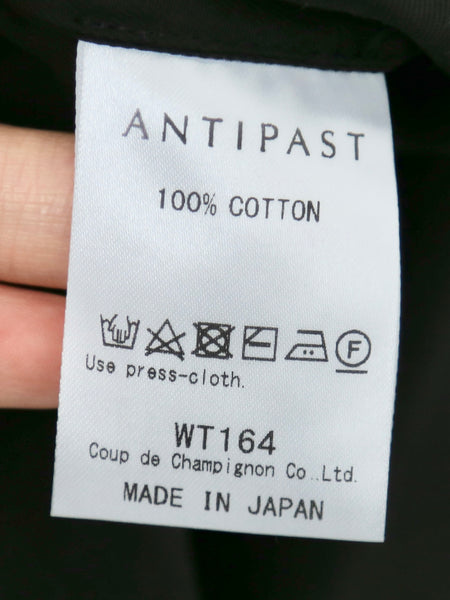 ANTIPAST
100% COTTON
F
Use press-cloth.
WT164
Coup de Champignon Co.,Ltd.
MADE IN JAPAN